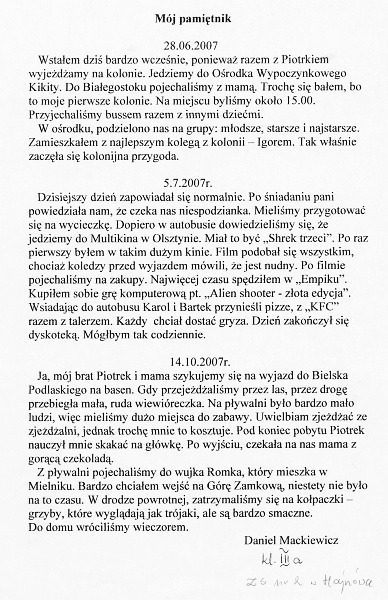 Mój pamiętnik
28.06.2007
Wstałem dziś bardzo wcześnie, ponieważ razem z Piotrkiem
wyjeżdżamy na kolonie. Jedziemy do Ośrodka Wypoczynkowego
Kikity. Do Białegostoku pojechaliśmy z mamą. Trochę się bałem, bo
to moje pierwsze kolonie. Na miejscu byliśmy około 15.00.
Przyjechaliśmy bussem razem z innymi dziećmi.
W ośrodku, podzielono nas na grupy: młodsze, starsze i najstarsze.
Zamieszkałem z najlepszym kolegą z kolonii – Igorem. Tak właśnie
zaczęła się kolonijna przygoda.
5.7.2007r.
Dzisiejszy dzień zapowiadał się normalnie. Po śniadaniu pani
powiedziała nam, że czeka nas niespodzianka. Mieliśmy przygotować
się na wycieczkę. Dopiero w autobusie dowiedzieliśmy się, że
jedziemy do Multikina w Olsztynie. Miał to być „Shrek trzeci”. Po raz
pierwszy byłem w takim dużym kinie. Film podobał się wszystkim,
chociaż koledzy przed wyjazdem mówili, że jest nudny. Po filmie
pojechaliśmy na zakupy. Najwięcej czasu spędziłem w „Empiku”.
Kupiłem sobie grę komputerową pt. „Alien shooter - złota edycja”.
Wsiadając do autobusu Karol i Bartek przynieśli pizze, z „KFC”
razem z talerzem. Każdy chciał dostać gryza. Dzień zakończył się
dyskoteką. Mógłbym tak codziennie.
14.10.2007r.
Ja, mój brat Piotrek i mama szykujemy się na wyjazd do Bielska
Podlaskiego na basen. Gdy przejeżdżaliśmy przez las, przez drogę
przebiegła mała, ruda wiewióreczka. Na pływalni było bardzo mało
ludzi, więc mieliśmy dużo miejsca do zabawy. Uwielbiam zjeżdżać ze
zjeżdżalni, jednak trochę mnie to kosztuje. Pod koniec pobytu Piotrek
nauczył mnie skakać na główkę. Po wyjściu, czekała na nas mama z
gorącą czekoladą.
Z pływalni pojechaliśmy do wujka Romka, który mieszka w
Mielniku. Bardzo chciałem wejść na Górę Zamkową, niestety nie było
na to czasu. W drodze powrotnej, zatrzymaliśmy się na kołpaczki –
grzyby, które wyglądają jak trójaki, ale są bardzo smaczne.
Do domu wróciliśmy wieczorem.
Daniel Mackiewicz
kl. III a
ZS nr 2 w Hajnówce